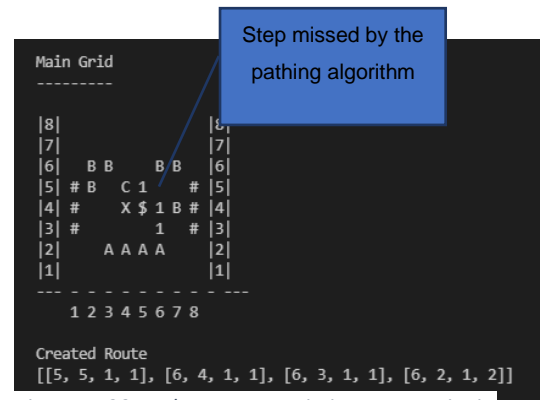 Step missed by the
pathing algorithm
Main Grid
---------
|8| |8|
|7| |7|
|6| B B B B |6|
|5| # B C 1 # |5|
|4| # X $ 1 B # |4|
|3| # 1 # |3|
|2| A A A A |2|
|1| |1|
--- - - - - - - - - ---
1 2 3 4 5 6 7 8
Created Route
[[5, 5, 1, 1], [6, 4, 1, 1], [6, 3, 1, 1], [6, 2, 1, 2]]